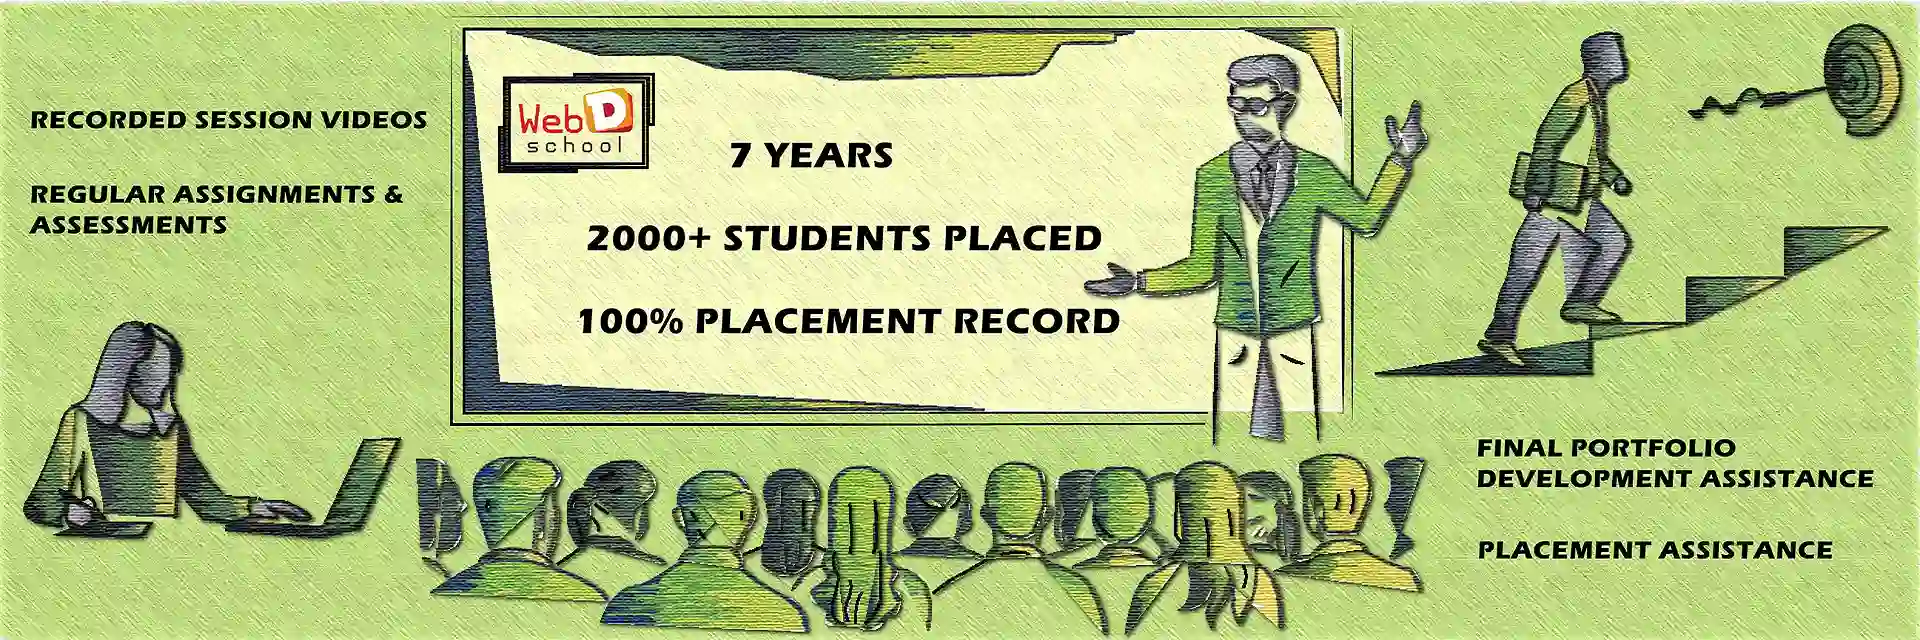 RECORDED SESSION VIDEOS
REGULAR ASSIGNMENTS &
ASSESSMENTS
Web D
school
7 YEARS
2000+ STUDENTS PLACED
100% PLACEMENT RECORD
FINAL PORTFOLIO
DEVELOPMENT ASSISTANCE
PLACEMENT ASSISTANCE